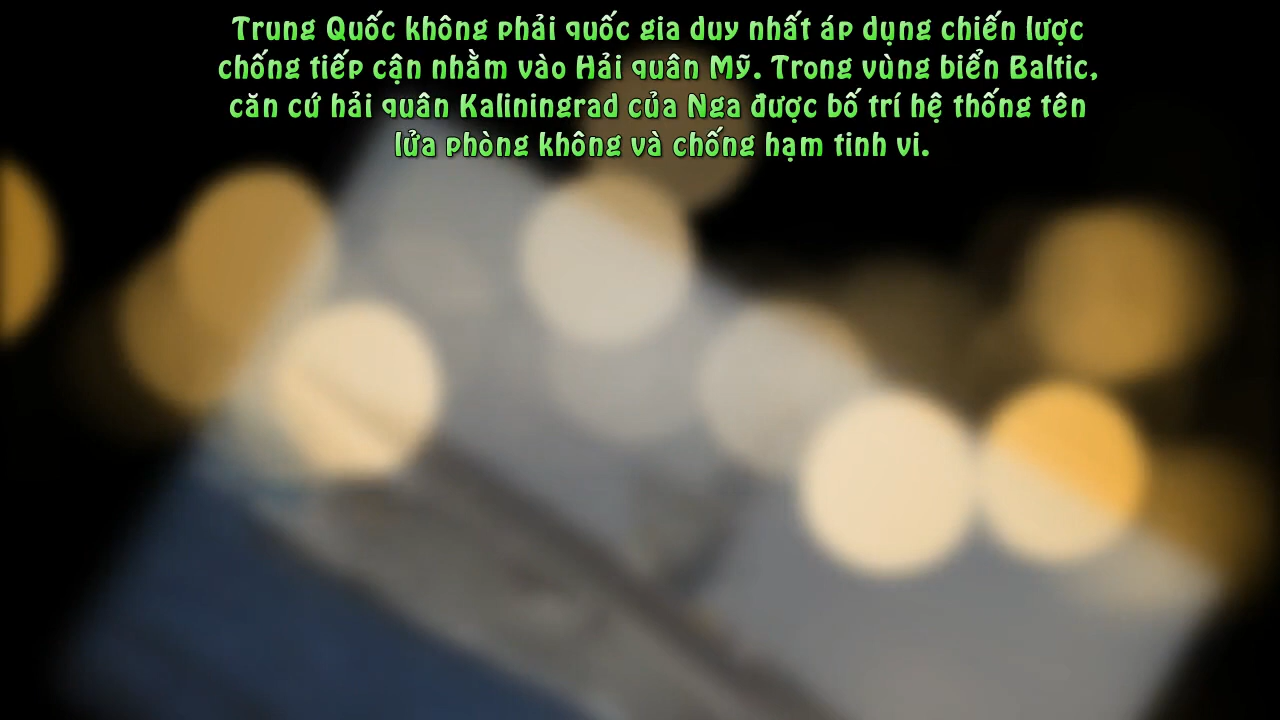 Trung Quốc không phải quốc gia duy nhất áp dụng chiến lược
chống tiếp cận nhằm vào Hải quân Mỹ. Trong vùng biển Baltic,
căn cứ hải quân Kaliningrad của Nga được bố trí hệ thống tên
lửa phòng không và chống hạm tinh vi.